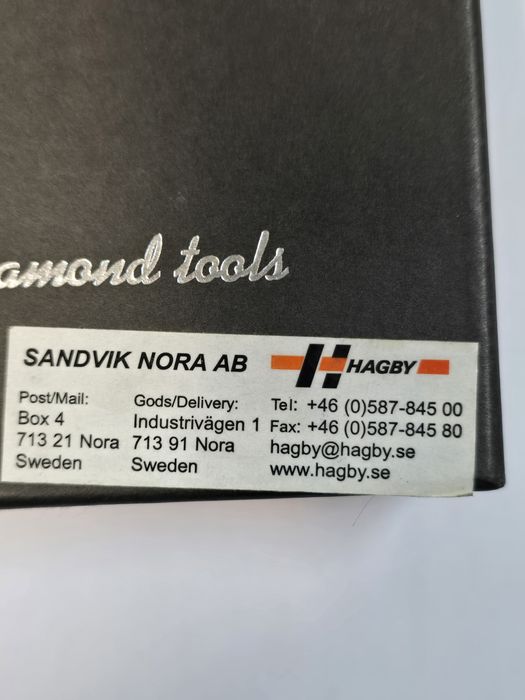 amond tools
SANDVIK NORA AB
HAGBY
Post/Mail:
Box 4
713 21 Nora
Sweden
Gods/Delivery:
Industrivägen 1
713 91 Nora
Sweden
Tel: +46 (0)587-845 00
Fax: +46 (0)587-845 80
hagby@hagby.se
www.hagby.se